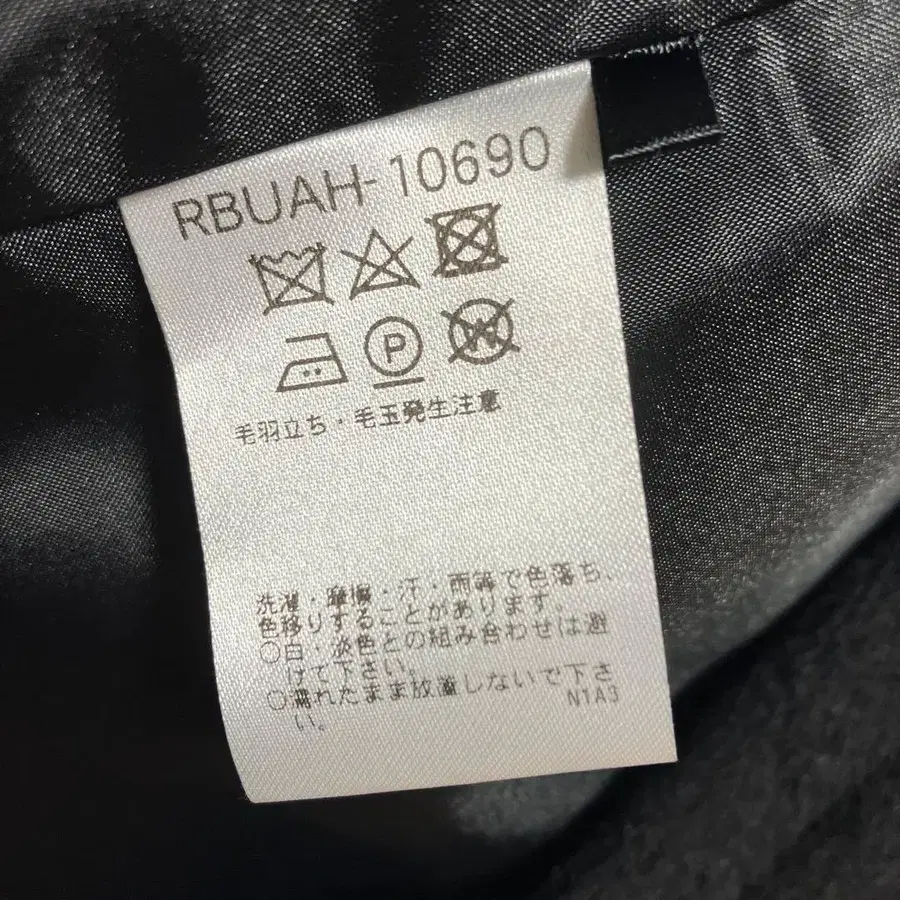 RBUAH-10690
P
W
毛羽立ち・毛玉発生注意
洗濯・摩擦・汗・雨等で色落ち、
色移りすることがあります。
○白・淡色との組み合わせは避
けて下さい。
○濡れたまま放置しないで下さ
い。
N1A3